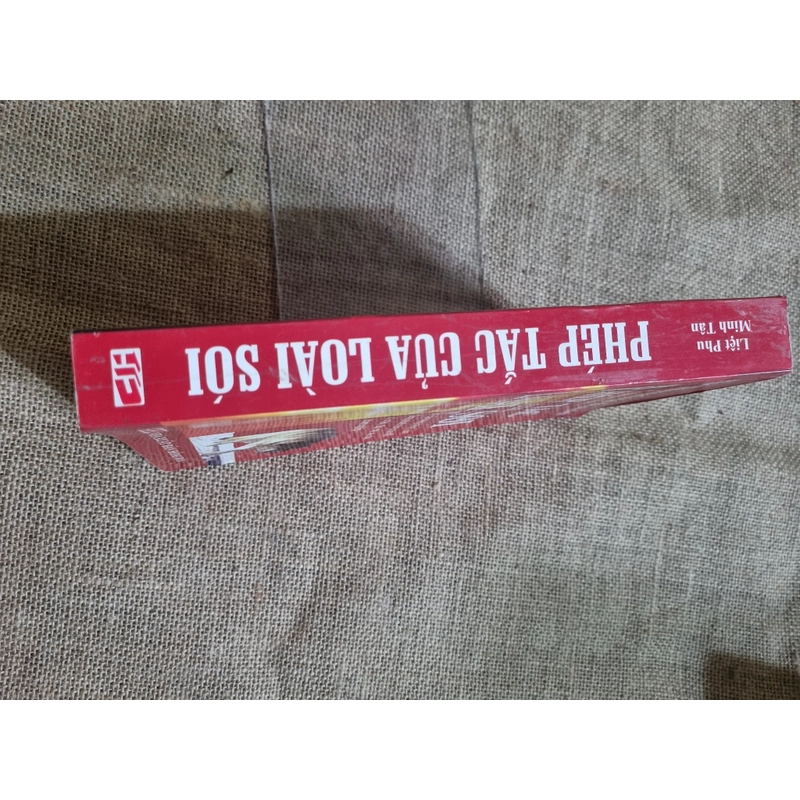 Liệt Phu
Minh Tân
PHÉP TẮC CỦA LOÀI SÓI